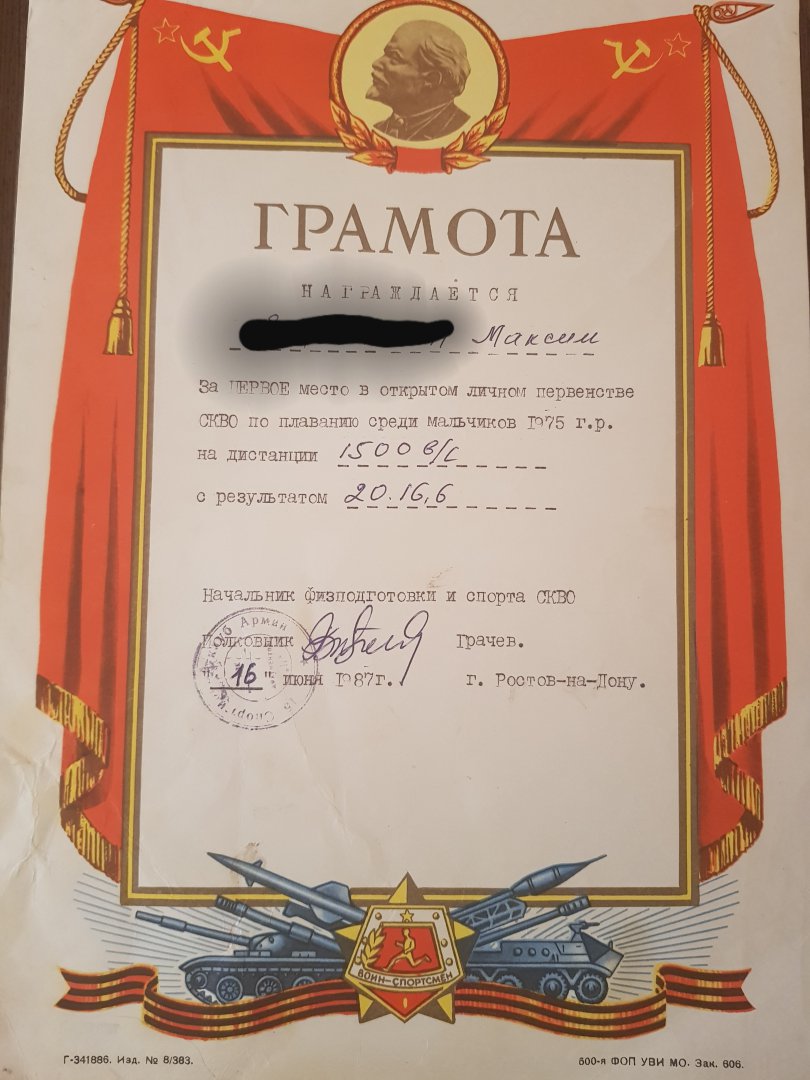 ГРАМОТА
НАГРАЖДАЕТСЯ
Максим
За ПЕРВОЕ место в открытом личном первенстве
СКВО по плаванию среди мальчиков 1975 г.р.
на дистанции 1500 в/с
с результатом 20.16,6
Начальник физподготовки и спорта СКВО
Полковник Грачев.
"16" июня 1987г. г. Ростов-на-Дону.
ВОИН-СПОРТСМЕН
I
Г-341886. Изд. № 8/383.
600-я ФОП УВИ МО. Зак. 606.